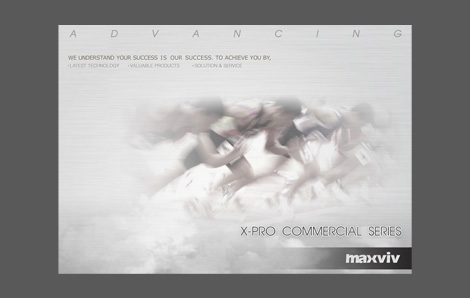 ADVANCING
WE UNDERSTAND YOUR SUCCESS IS OUR SUCCESS. TO ACHIEVE YOU BY,
•LATEST TECHNOLOGY •VALUABLE PRODUCTS •SOLUTION & SERVICE
X-PRO COMMERCIAL SERIES
maxviv